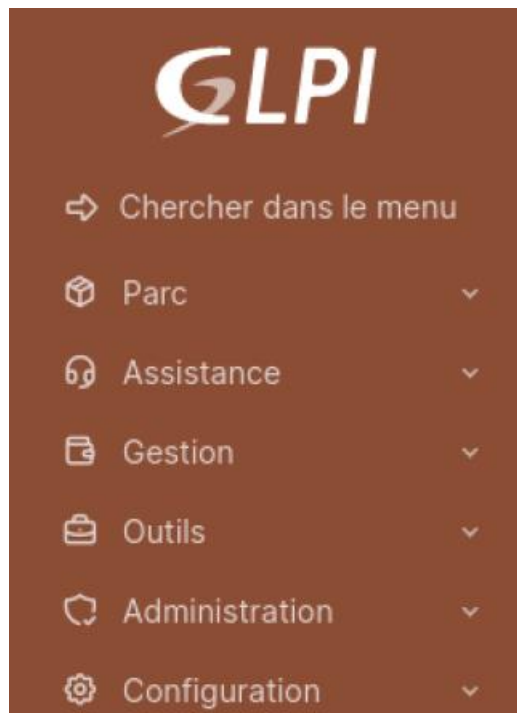 GLPI
Chercher dans le menu
Parc
Assistance
Gestion
Outils
Administration
Configuration